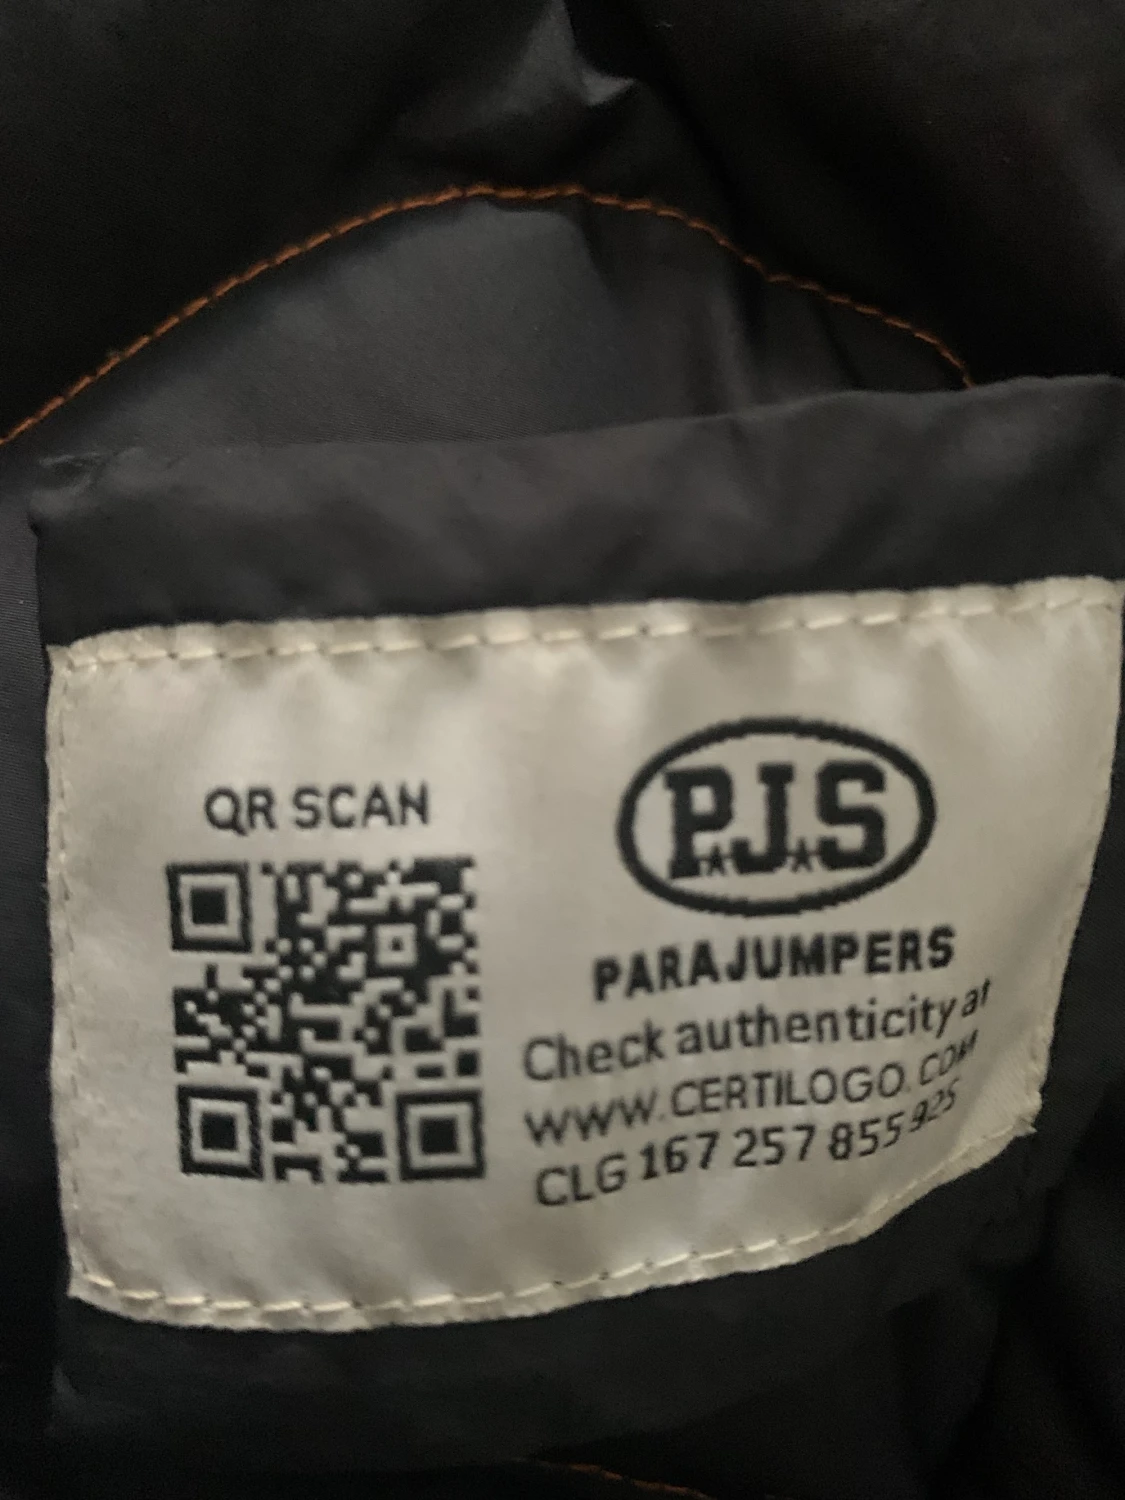 QR SCAN
PJS
PARAJUMPERS
Check authenticity at
WWW.CERTILOGO.COM
CLG 167 257 855 925